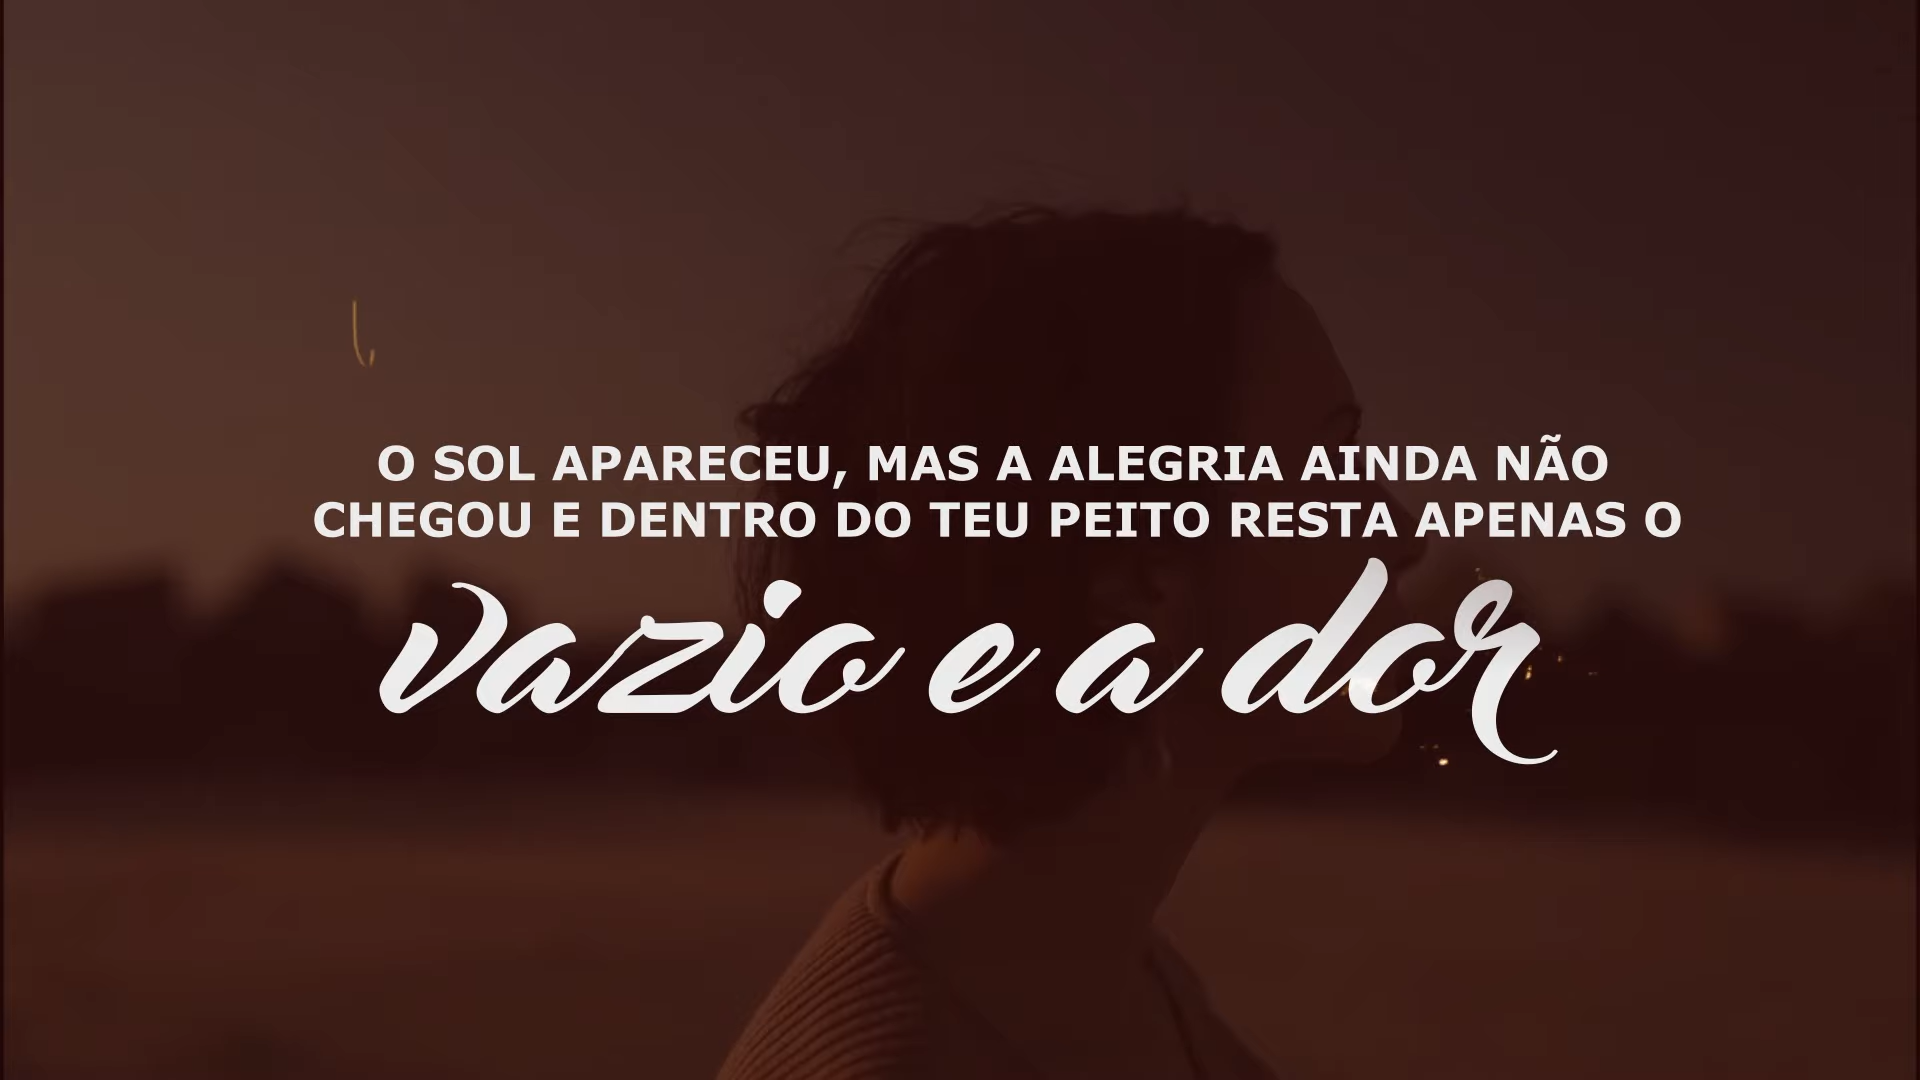 O SOL APARECEU, MAS A ALEGRIA AINDA NÃO
CHEGOU E DENTRO DO TEU PEITO RESTA APENAS O
vazio e a dor